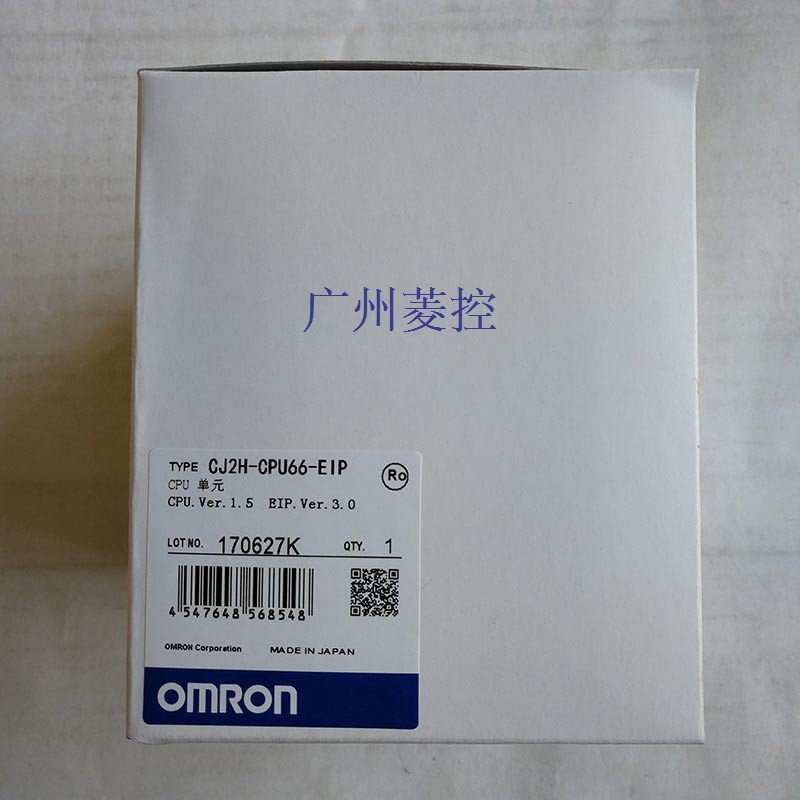 广州菱控
TYPE CJ2H-CPU66-EIP
Ro
CPU 单元
CPU.Ver.1.5 EIP.Ver.3.0
LOT NO. 170627K QTY. 1
4 547648 568548
OMRON Corporation MADE IN JAPAN
OMRON